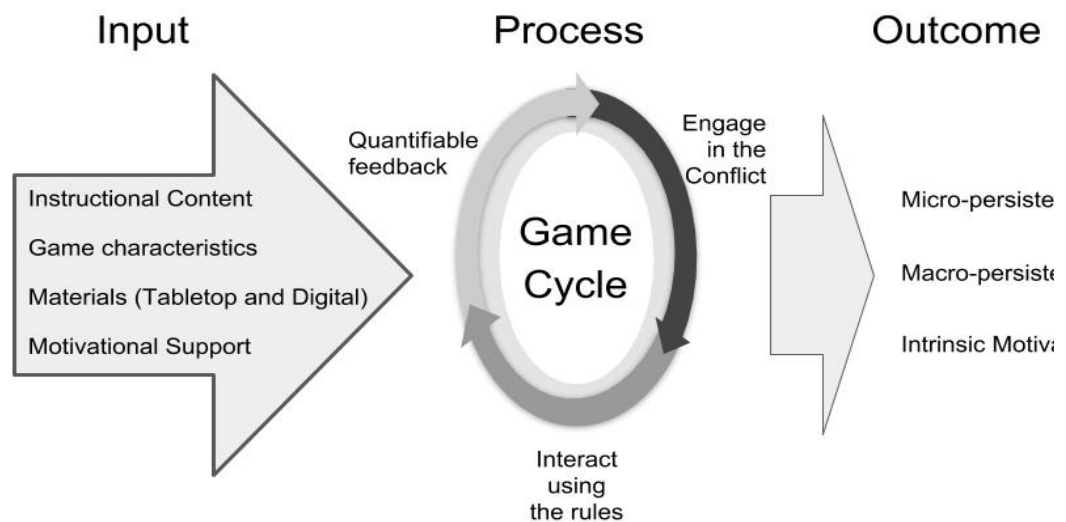 Input
Process
Outcome
Instructional Content
Game characteristics
Materials (Tabletop and Digital)
Motivational Support
Quantifiable
feedback
Engage
in the
Conflict
Game
Cycle
Interact
using
the rules
Micro-persiste
Macro-persiste
Intrinsic Motiva